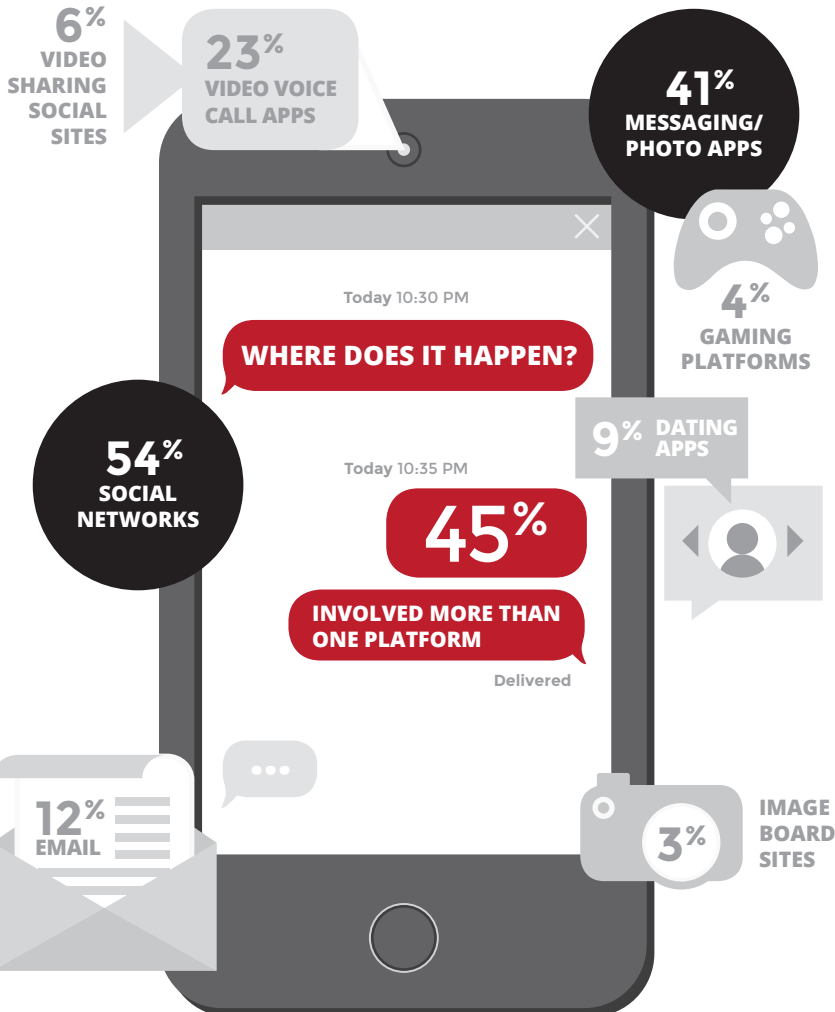 6%
VIDEO
SHARING
SOCIAL
SITES
23%
VIDEO VOICE
CALL APPS
41%
MESSAGING/
PHOTO APPS
4%
GAMING
PLATFORMS
Today 10:30 PM
WHERE DOES IT HAPPEN?
9% DATING
APPS
54%
SOCIAL
NETWORKS
Today 10:35 PM
45%
INVOLVED MORE THAN
ONE PLATFORM
Delivered
12%
EMAIL
3%
IMAGE
BOARD
SITES